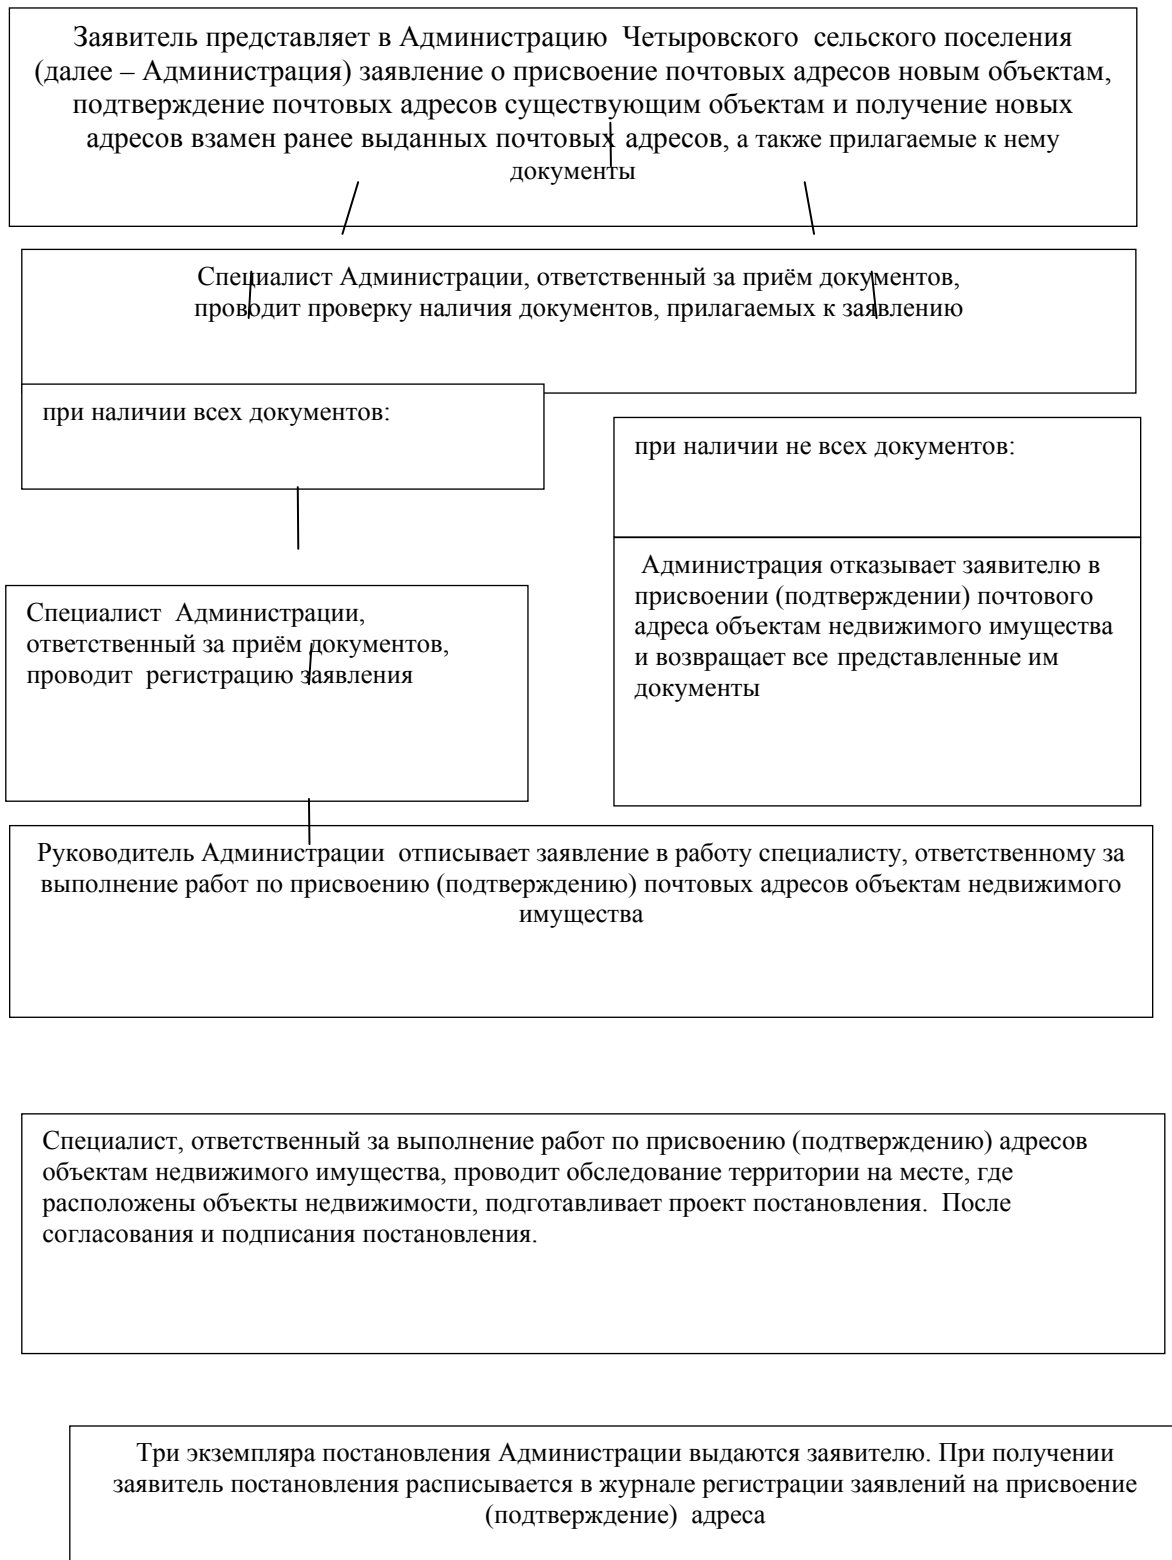 Заявитель представляет в Администрацию Четыровского сельского поселения
(далее – Администрация) заявление о присвоение почтовых адресов новым объектам,
подтверждение почтовых адресов существующим объектам и получение новых
адресов взамен ранее выданных почтовых адресов, а также прилагаемые к нему
документы
Специалист Администрации, ответственный за приём документов,
проводит проверку наличия документов, прилагаемых к заявлению
при наличии всех документов:
при наличии не всех документов:
Администрация отказывает заявителю в
присвоении (подтверждении) почтового
адреса объектам недвижимого имущества
и возвращает все представленные им
документы
Специалист Администрации,
ответственный за приём документов,
проводит регистрацию заявления
Руководитель Администрации отписывает заявление в работу специалисту, ответственному за
выполнение работ по присвоению (подтверждению) почтовых адресов объектам недвижимого
имущества
Специалист, ответственный за выполнение работ по присвоению (подтверждению) адресов
объектам недвижимого имущества, проводит обследование территории на месте, где
расположены объекты недвижимости, подготавливает проект постановления. После
согласования и подписания постановления.
Три экземпляра постановления Администрации выдаются заявителю. При получении
заявитель постановления расписывается в журнале регистрации заявлений на присвоение
(подтверждение) адреса